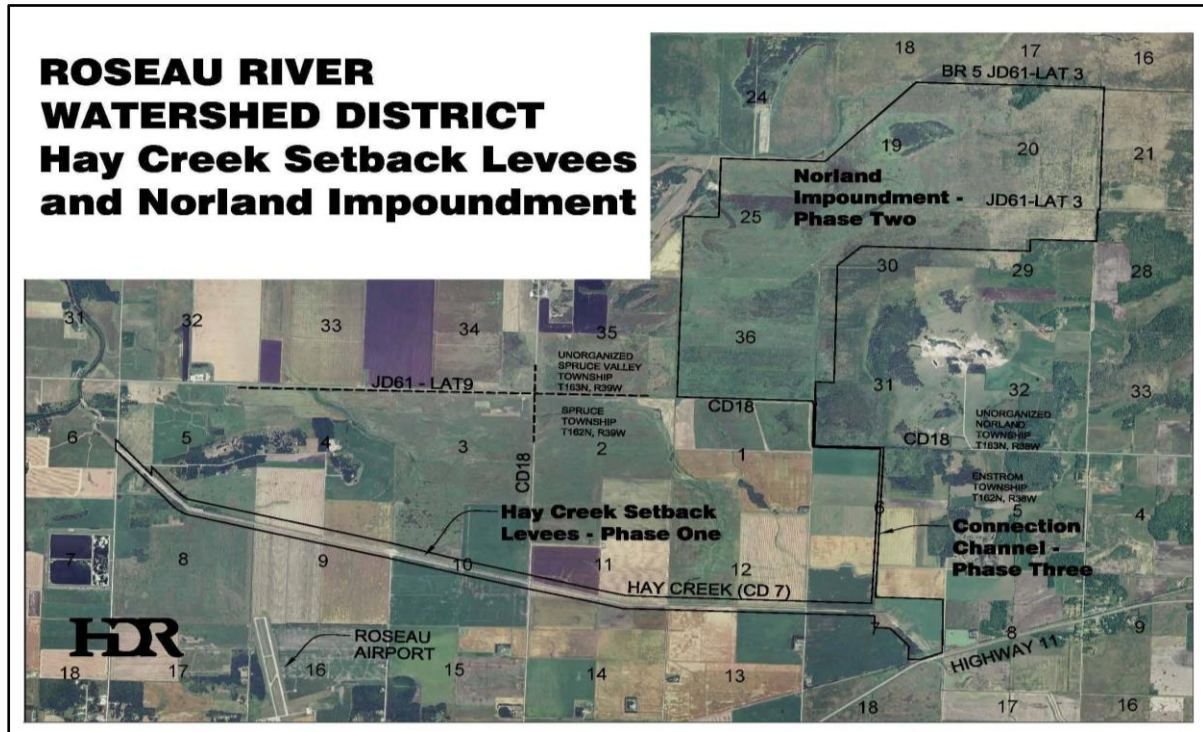 ROSEAU RIVER
WATERSHED DISTRICT
Hay Creek Setback Levees
and Norland Impoundment
18
17
16
BR 5 JD61-LAT 3
24
19
20
21
Norland
Impoundment -
Phase Two
25
JD61-LAT 3
30
29
28
31
32
33
34
35
36
UNORGANIZED
SPRUCE VALLEY
TOWNSHIP
T163N, R39W
JD61 - LAT9
31
32
33
CD18
UNORGANIZED
NORLAND
TOWNSHIP
T163N, R38W
SPRUCE
TOWNSHIP
T162N, R39W
CD18
6
5
4
3
CD18
2
1
ENSTROM
TOWNSHIP
T162N, R38W
6
5
4
Hay Creek Setback
Levees - Phase One
Connection
Channel -
Phase Three
7
8
9
10
11
12
HAY CREEK (CD 7)
7
8
9
HIGHWAY 11
HDR
ROSEAU
AIRPORT
18
17
16
15
14
13
18
17
16